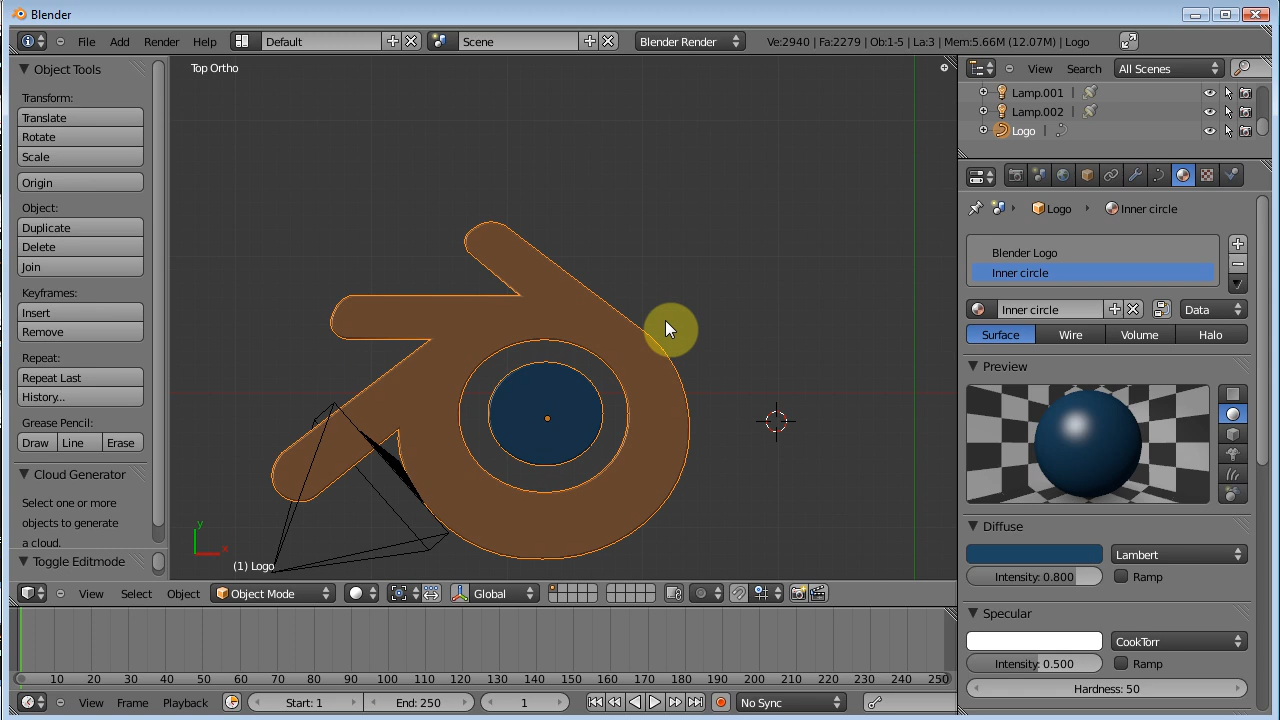 Blender
File Add Render Help Default Scene Blender Render Ve:2940 | Fa:2279 | Ob:1-5 | La:3 | Mem:5.66M (12.07M) | Logo
Object Tools
Transform:
Translate
Rotate
Scale
Origin
Object:
Duplicate
Delete
Join
Keyframes:
Insert
Remove
Repeat:
Repeat Last
History...
Grease Pencil:
Draw Line Erase
Cloud Generator
Select one or more
objects to generate
a cloud.
Toggle Editmode
Top Ortho
y
x
(1) Logo
View Select Object Object Mode Global
10 20 30 40 50 60 70 80 90 100 110 120 130 140 150 160 170 180 190 200 210 220 230 240 250
View Frame Playback Start: 1 End: 250 1 No Sync
View Search All Scenes
Lamp.001
Lamp.002
Logo
Logo Inner circle
Blender Logo
Inner circle
Inner circle Data
Surface Wire Volume Halo
Preview
Diffuse
Lambert
Intensity: 0.800 Ramp
Specular
CookTorr
Intensity: 0.500 Ramp
Hardness: 50